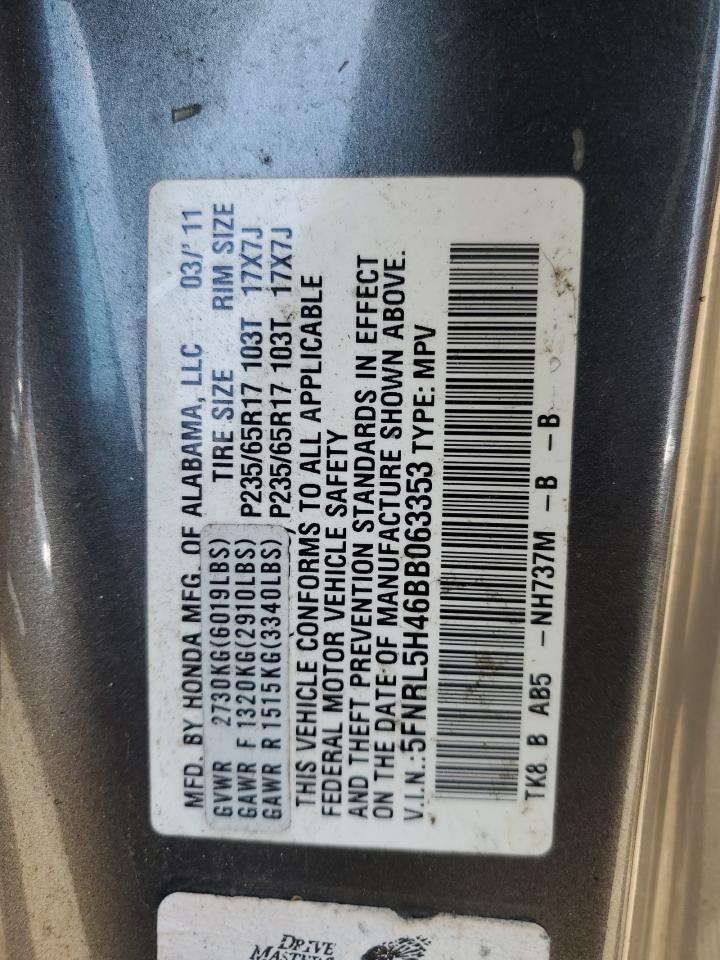 MFD. BY HONDA MFG. OF ALABAMA, LLC 03/' 11
GVWR 2730KG(6019LBS) TIRE SIZE RIM SIZE
GAWR F 1320KG(2910LBS) P235/65R17 103T 17X7J
GAWR R 1515KG(3340LBS) P235/65R17 103T 17X7J
THIS VEHICLE CONFORMS TO ALL APPLICABLE
FEDERAL MOTOR VEHICLE SAFETY
AND THEFT PREVENTION STANDARDS IN EFFECT
ON THE DATE OF MANUFACTURE SHOWN ABOVE.
V.I.N.:5FNRL5H46BB063353 TYPE: MPV
TK8 B AB5 -NH737M -B -B
DRIVE
MASTER